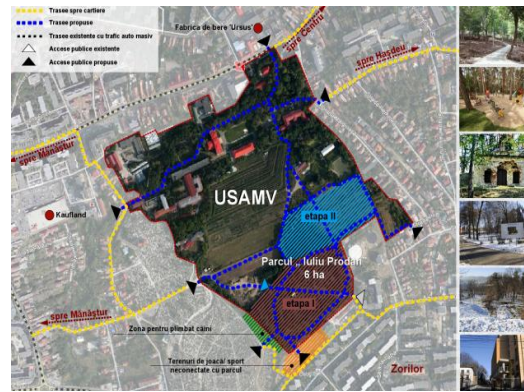 Trasee spre cartiere
Trasee propuse
Trasee existente cu trafic auto masiv
Accese publice existente
Accese publice propuse
Fabrica de bere 'Ursus'
spre Centru
spre Hașdeu
spre Mănăștur
Kaufland
USAMV
etapa II
Parcul ,, Iuliu Prodan
6 ha
etapa I
spre Mănăștur
Zona pentru plimbat câini
Terenuri de joacă/ sport
neconectate cu parcul
Zorilor